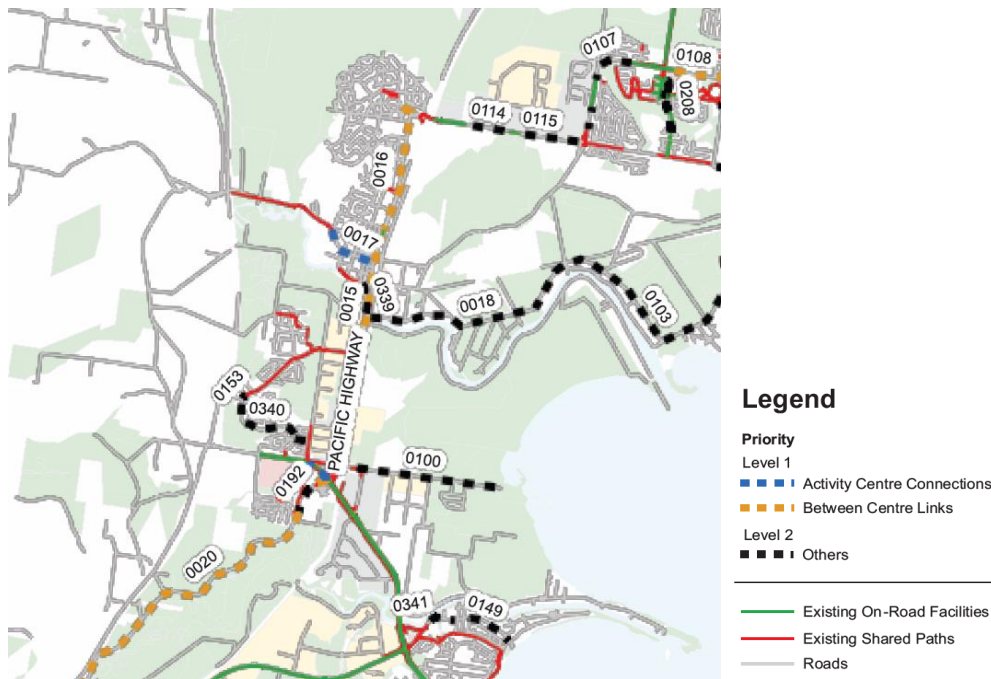 0107
0108
0208
0114
0115
0016
0017
0015
0339
0018
0103
PACIFIC HIGHWAY
0153
0340
0192
0100
0020
0341
0149
Legend
Priority
Level 1
Activity Centre Connections
Between Centre Links
Level 2
Others
Existing On-Road Facilities
Existing Shared Paths
Roads